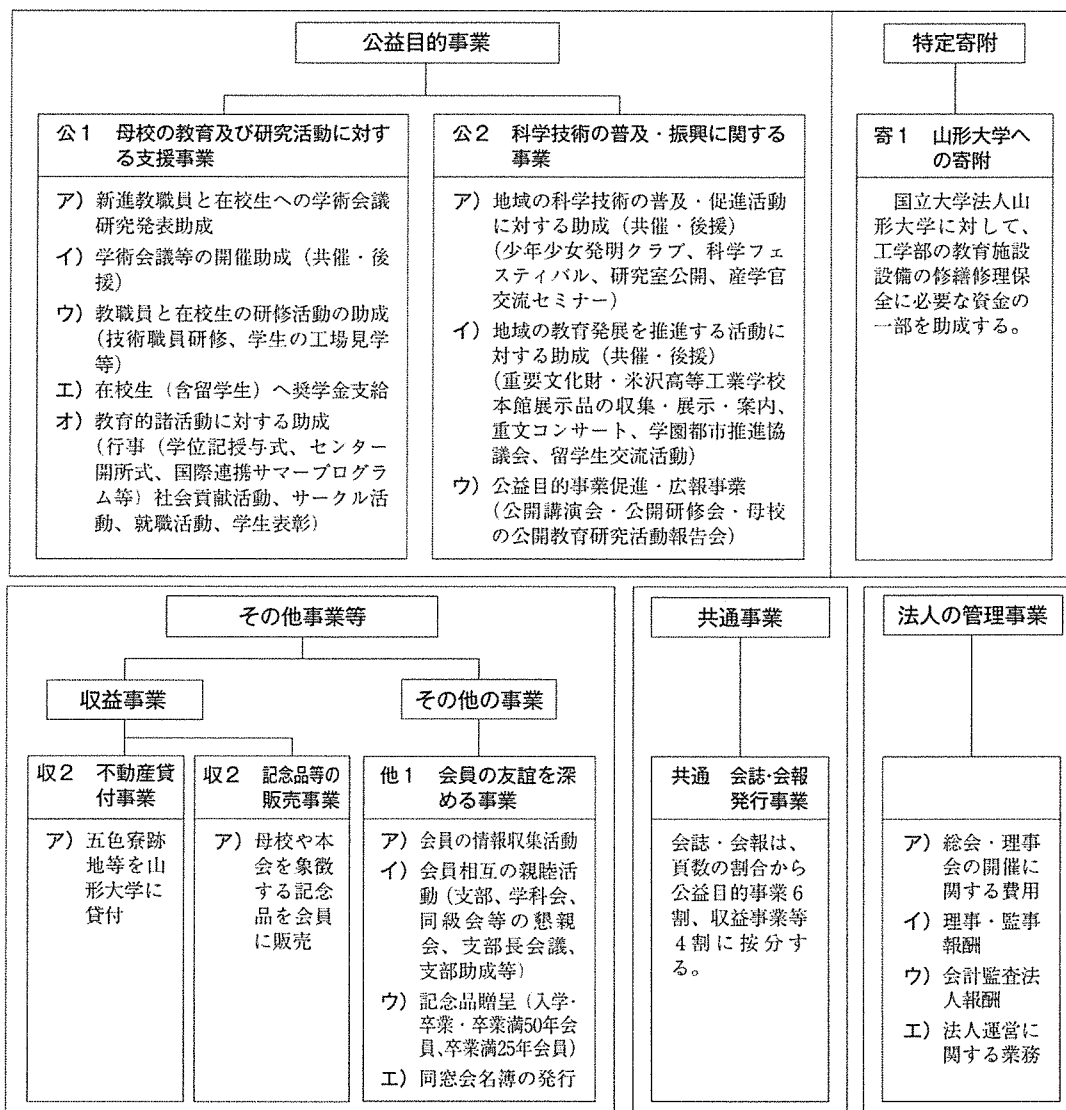 公益目的事業
特定寄附
公1 母校の教育及び研究活動に対
する支援事業
ア）新進教職員と在校生への学術会議
研究発表助成
イ）学術会議等の開催助成（共催・後
援）
ウ）教職員と在校生の研修活動の助成
（技術職員研修、学生の工場見学
等）
エ）在校生（含留学生）へ奨学金支給
オ）教育的諸活動に対する助成
（行事（学位記授与式、センター
開所式、国際連携サマープログラ
ム等）社会貢献活動、サークル活
動、就職活動、学生表彰）
公2 科学技術の普及・振興に関する
事業
ア）地域の科学技術の普及・促進活動
に対する助成（共催・後援）
（少年少女発明クラブ、科学フェ
スティバル、研究室公開、産学官
交流セミナー）
イ）地域の教育発展を推進する活動
に対する助成（共催・後援）
（重要文化財・米沢高等工業学校
本館展示品の収集・展示・案内、
重文コンサート、学園都市推進協
議会、留学生交流活動）
ウ）公益目的事業促進・広報事業
（公開講演会・公開研修会・母校
の公開教育研究活動報告会）
寄1 山形大学へ
の寄附
国立大学法人山
形大学に対して、
工学部の教育施設
設備の修繕修理保
全に必要な資金の
一部を助成する。
その他事業等
収益事業
その他の事業
収2 不動産貸
付事業
ア）五色寮跡
地等を山
形大学に
貸付
収2 記念品等の
販売事業
ア）母校や本
会を象徴
する記念
品を会員
に販売
他1 会員の友誼を深
める事業
ア）会員の情報収集活動
イ）会員相互の親睦活
動（支部、学科会、
同級会等の懇親
会、支部長会議、
支部助成等）
ウ）記念品贈呈（入学・
卒業・卒業満50年会
員、卒業満25年会員）
エ）同窓会名簿の発行
共通事業
共通 会誌・会報
発行事業
会誌・会報は、
頁数の割合から
公益目的事業6
割、収益事業等
4割に按分す
る。
法人の管理事業
ア）総会・理事
会の開催に
関する費用
イ）理事・監事
報酬
ウ）会計監査法
人報酬
エ）法人運営に
関する業務